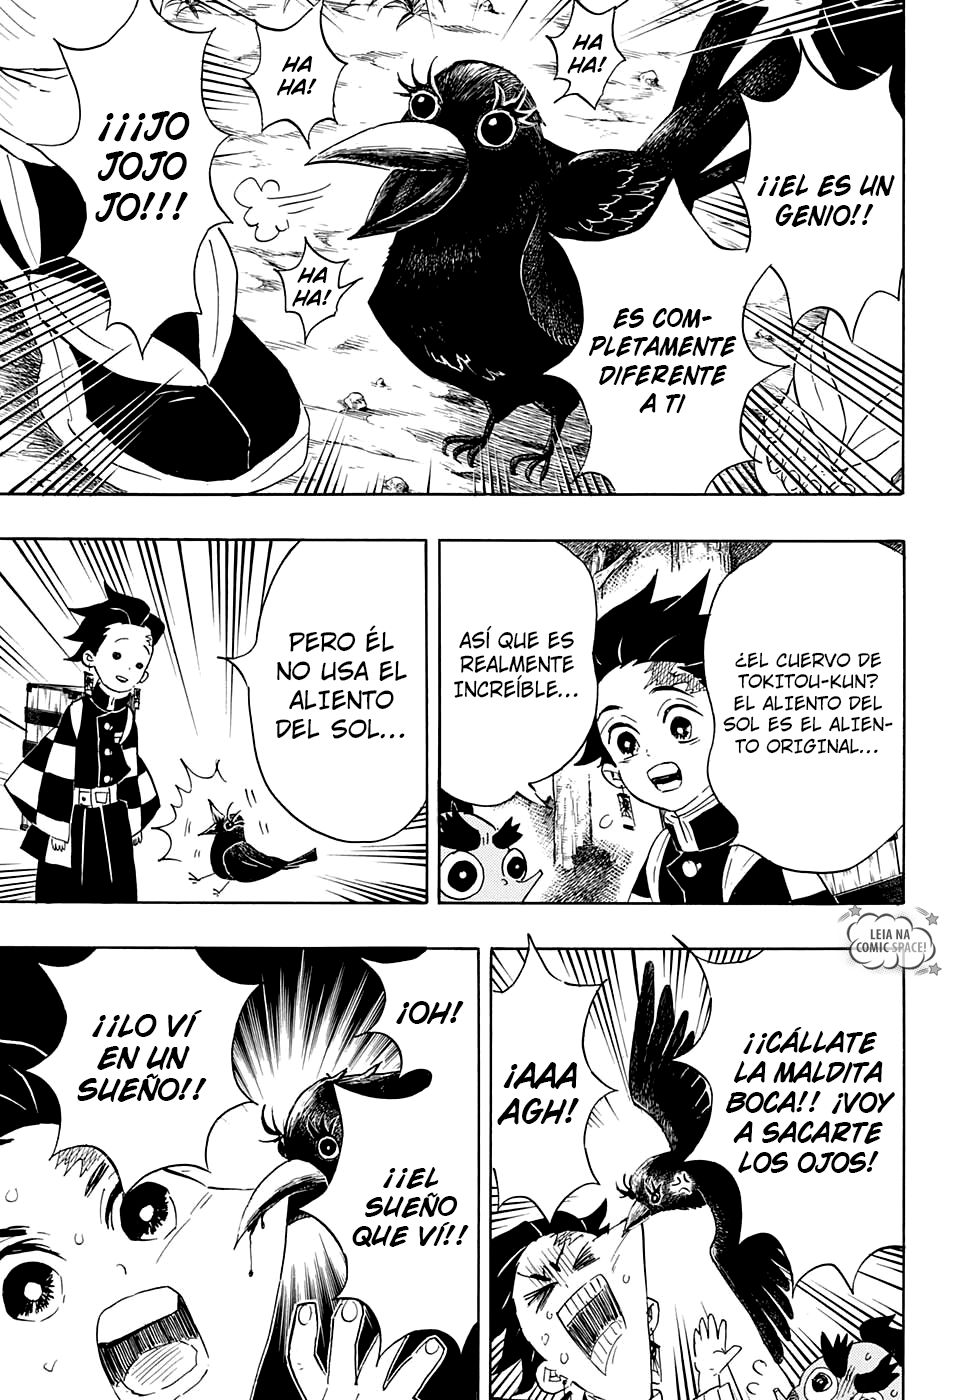 ¡¡EL ES UN
GENIO!!
ES COM-
PLETAMENTE
DIFERENTE
A TI
HA
HA!
HA
HA!
¡¡¡JO
JOJO
JO!!!
HA
HA!
¿EL CUERVO DE
TOKITOU-KUN?
EL ALIENTO DEL
SOL ES EL ALIEN-
TO ORIGINAL...
ASÍ QUE ES
REALMENTE
INCREÍBLE...
PERO ÉL
NO USA EL
ALIENTO
DEL SOL...
LEIA NA
COMIC SPACE!
¡¡CÁLLATE
LA MALDITA
BOCA!! ¡VOY
A SACARTE
LOS OJOS!
¡AAA
AGH!
¡OH!
¡¡EL
SUEÑO
QUE VÍ!!
¡¡LO VÍ
EN UN
SUEÑO!!